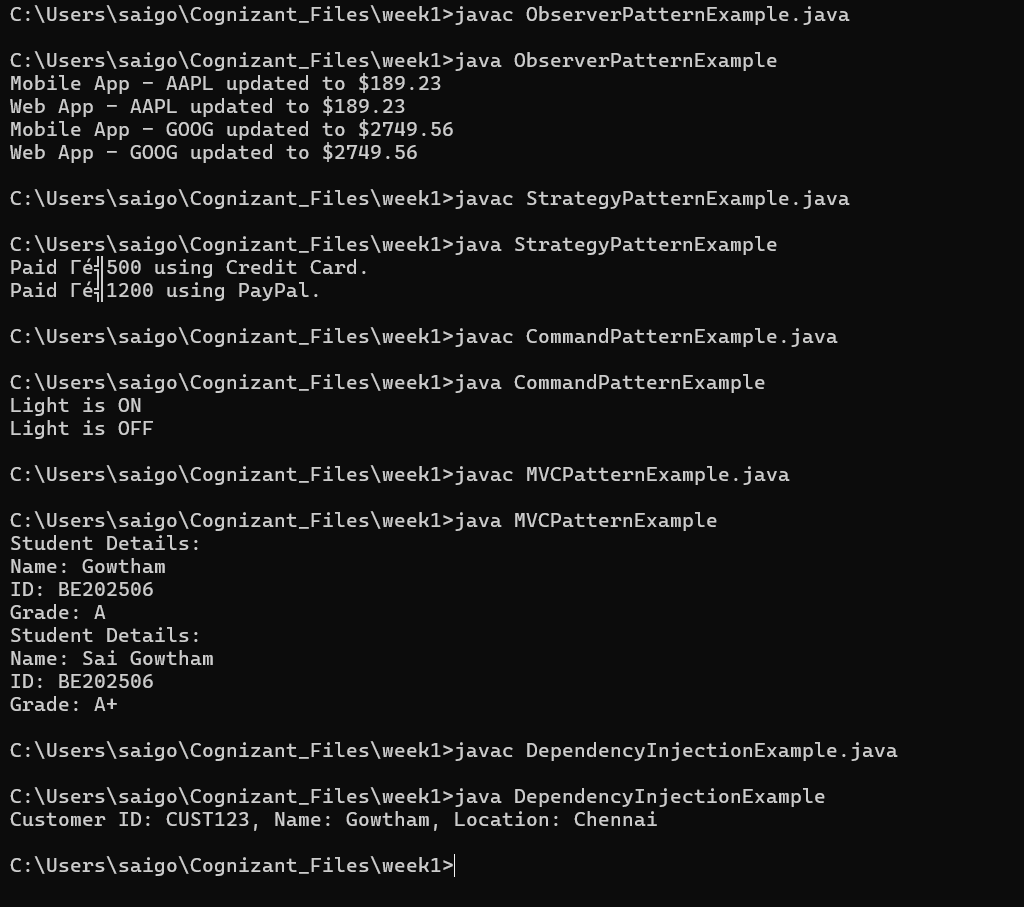 C:\Users\saigo\Cognizant_Files\week1>javac ObserverPatternExample.java
C:\Users\saigo\Cognizant_Files\week1>java ObserverPatternExample
Mobile App - AAPL updated to $189.23
Web App - AAPL updated to $189.23
Mobile App - GOOG updated to $2749.56
Web App - GOOG updated to $2749.56
C:\Users\saigo\Cognizant_Files\week1>javac StrategyPatternExample.java
C:\Users\saigo\Cognizant_Files\week1>java StrategyPatternExample
Paid Γé╣500 using Credit Card.
Paid Γé╣1200 using PayPal.
C:\Users\saigo\Cognizant_Files\week1>javac CommandPatternExample.java
C:\Users\saigo\Cognizant_Files\week1>java CommandPatternExample
Light is ON
Light is OFF
C:\Users\saigo\Cognizant_Files\week1>javac MVCPatternExample.java
C:\Users\saigo\Cognizant_Files\week1>java MVCPatternExample
Student Details:
Name: Gowtham
ID: BE202506
Grade: A
Student Details:
Name: Sai Gowtham
ID: BE202506
Grade: A+
C:\Users\saigo\Cognizant_Files\week1>javac DependencyInjectionExample.java
C:\Users\saigo\Cognizant_Files\week1>java DependencyInjectionExample
Customer ID: CUST123, Name: Gowtham, Location: Chennai
C:\Users\saigo\Cognizant_Files\week1>